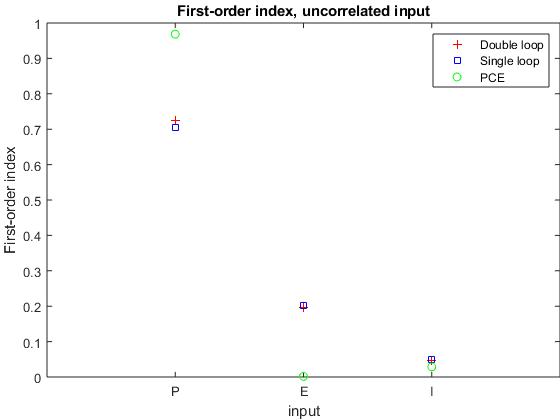 First-order index, uncorrelated input
Double loop
Single loop
PCE
First-order index
1
0.9
0.8
0.7
0.6
0.5
0.4
0.3
0.2
0.1
0
P
E
I
input